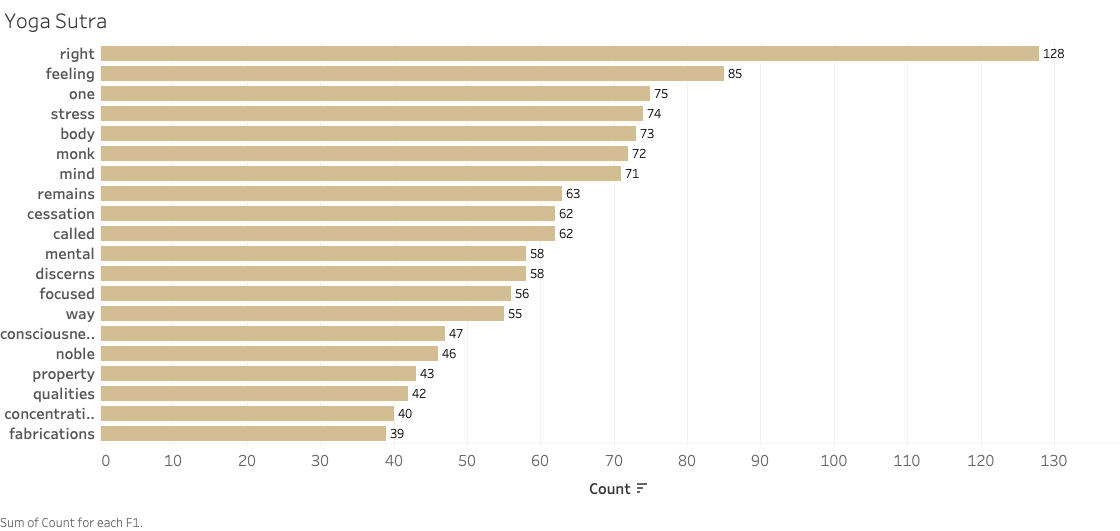 Yoga Sutra
right 128
feeling 85
one 75
stress 74
body 73
monk 72
mind 71
remains 63
cessation 62
called 62
mental 58
discerns 58
focused 56
way 55
consciousne.. 47
noble 46
property 43
qualities 42
concentrati.. 40
fabrications 39
0 10 20 30 40 50 60 70 80 90 100 110 120 130
Count
Sum of Count for each F1.